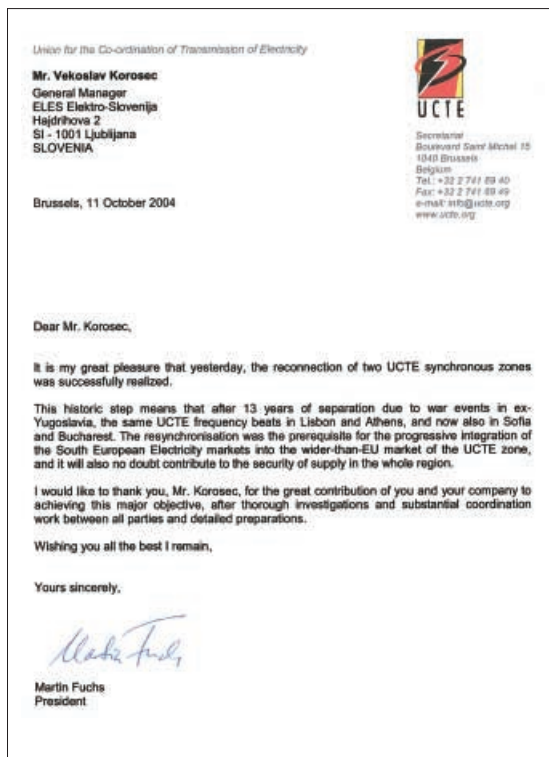 Union for the Co-ordination of Transmission of Electricity
Mr. Vekoslav Korosec
General Manager
ELES Elektro-Slovenija
Hajdrihova 2
SI - 1001 Ljublijana
SLOVENIA
UCTE
Secretariat
Boulevard Saint Michel 15
1040 Brussels
Belgium
Tel.: +32 2 741 69 40
Fax: +32 2 741 69 49
e-mail: info@ucte.org
www.ucte.org
Brussels, 11 October 2004
Dear Mr. Korosec,
It is my great pleasure that yesterday, the reconnection of two UCTE synchronous zones
was successfully realized.
This historic step means that after 13 years of separation due to war events in ex-
Yugoslavia, the same UCTE frequency beats in Lisbon and Athens, and now also in Sofia
and Bucharest. The resynchronisation was the prerequisite for the progressive integration of
the South European Electricity markets into the wider-than-EU market of the UCTE zone,
and it will also no doubt contribute to the security of supply in the whole region.
I would like to thank you, Mr. Korosec, for the great contribution of you and your company to
achieving this major objective, after thorough investigations and substantial coordination
work between all parties and detailed preparations.
Wishing you all the best I remain,
Yours sincerely,
Martin Fuchs
Martin Fuchs
President